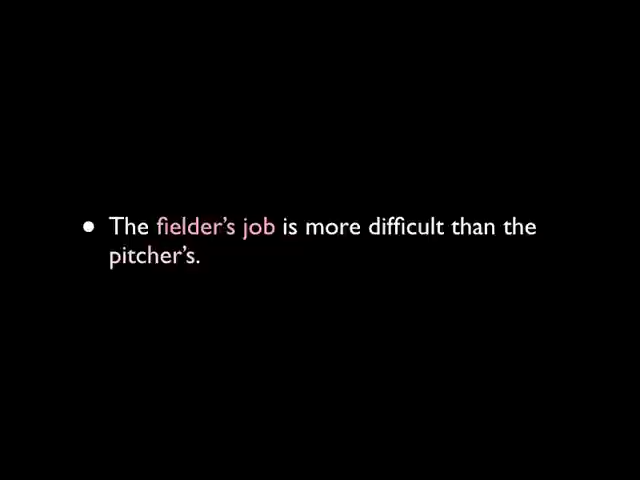 • The fielder’s job is more difficult than the
pitcher’s.